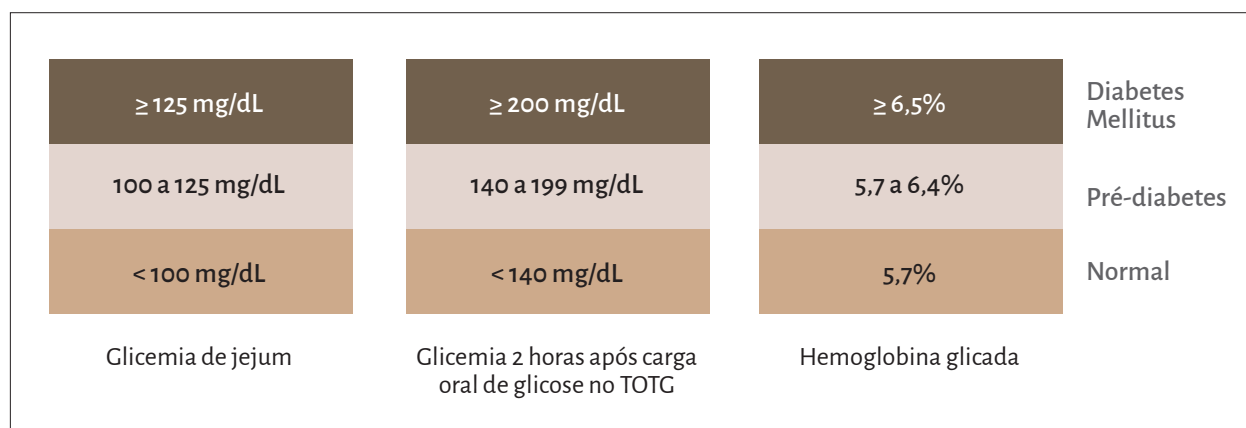 ≥ 125 mg/dL
≥ 200 mg/dL
≥ 6,5%
Diabetes
Mellitus
100 a 125 mg/dL
140 a 199 mg/dL
5,7 a 6,4%
Pré-diabetes
< 100 mg/dL
< 140 mg/dL
5,7%
Normal
Glicemia de jejum
Glicemia 2 horas após carga
oral de glicose no TOTG
Hemoglobina glicada